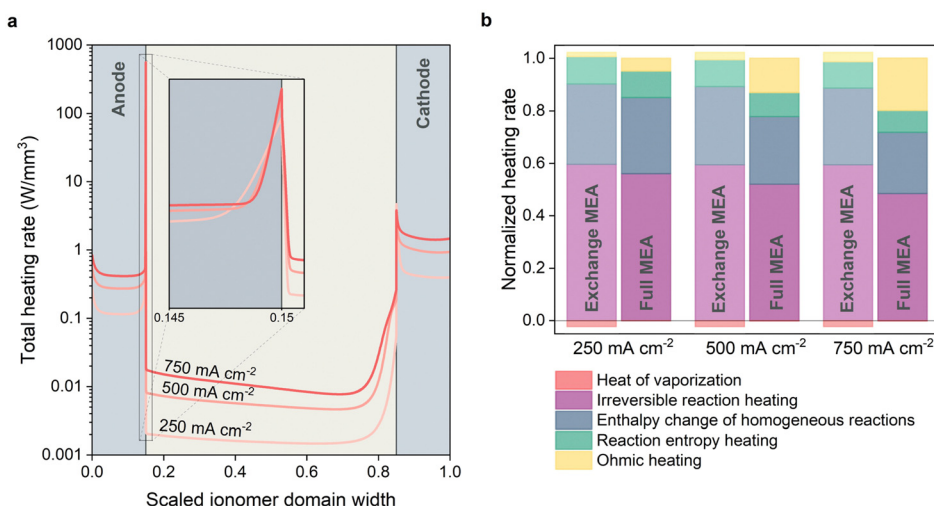 a
1000
100
10
1
0.1
0.01
0.001
Total heating rate (W/mm³)
Anode
Cathode
0.145
0.15
750 mA cm⁻²
500 mA cm⁻²
250 mA cm⁻²
0.0
0.2
0.4
0.6
0.8
1.0
Scaled ionomer domain width
b
1.0
0.8
0.6
0.4
0.2
0.0
Normalized heating rate
Exchange MEA
Full MEA
Exchange MEA
Full MEA
Exchange MEA
Full MEA
250 mA cm⁻²
500 mA cm⁻²
750 mA cm⁻²
Heat of vaporization
Irreversible reaction heating
Enthalpy change of homogeneous reactions
Reaction entropy heating
Ohmic heating